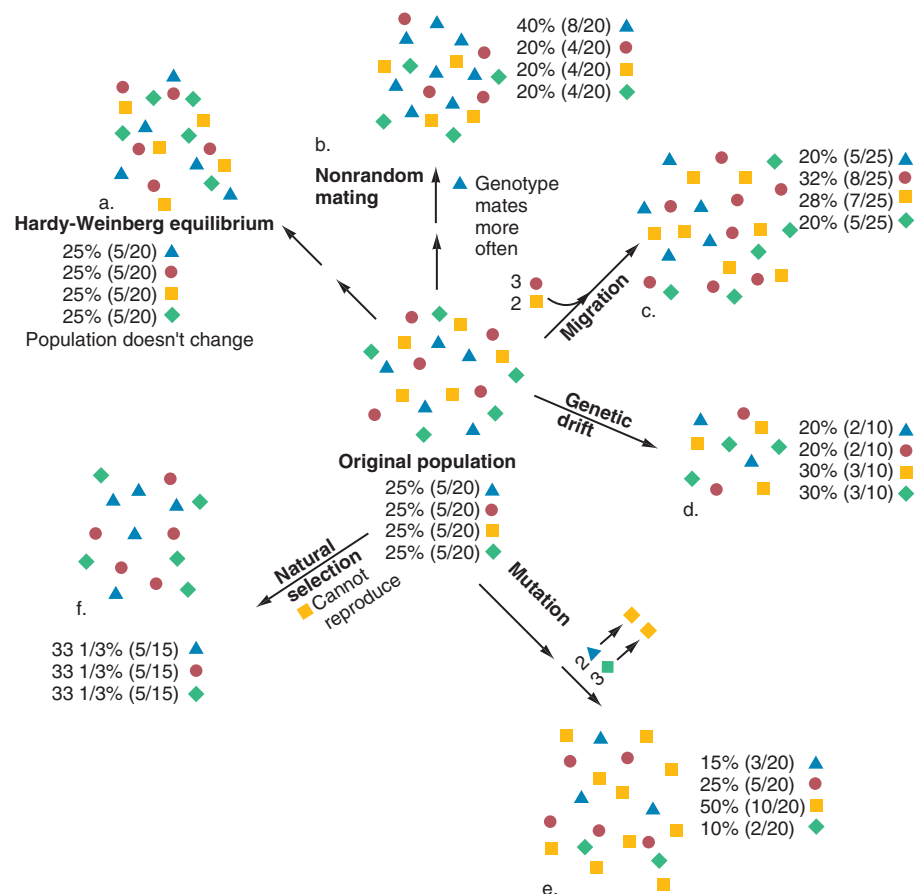 40% (8/20)
20% (4/20)
20% (4/20)
20% (4/20)
b.
Nonrandom
mating
Genotype
mates
more
often
a.
Hardy-Weinberg equilibrium
25% (5/20)
25% (5/20)
25% (5/20)
25% (5/20)
Population doesn't change
20% (5/25)
32% (8/25)
28% (7/25)
20% (5/25)
3
2
Migration
c.
Genetic
drift
20% (2/10)
20% (2/10)
30% (3/10)
30% (3/10)
d.
Original population
25% (5/20)
25% (5/20)
25% (5/20)
25% (5/20)
Natural
selection
Cannot
reproduce
f.
33 1/3% (5/15)
33 1/3% (5/15)
33 1/3% (5/15)
Mutation
2
3
15% (3/20)
25% (5/20)
50% (10/20)
10% (2/20)
e.